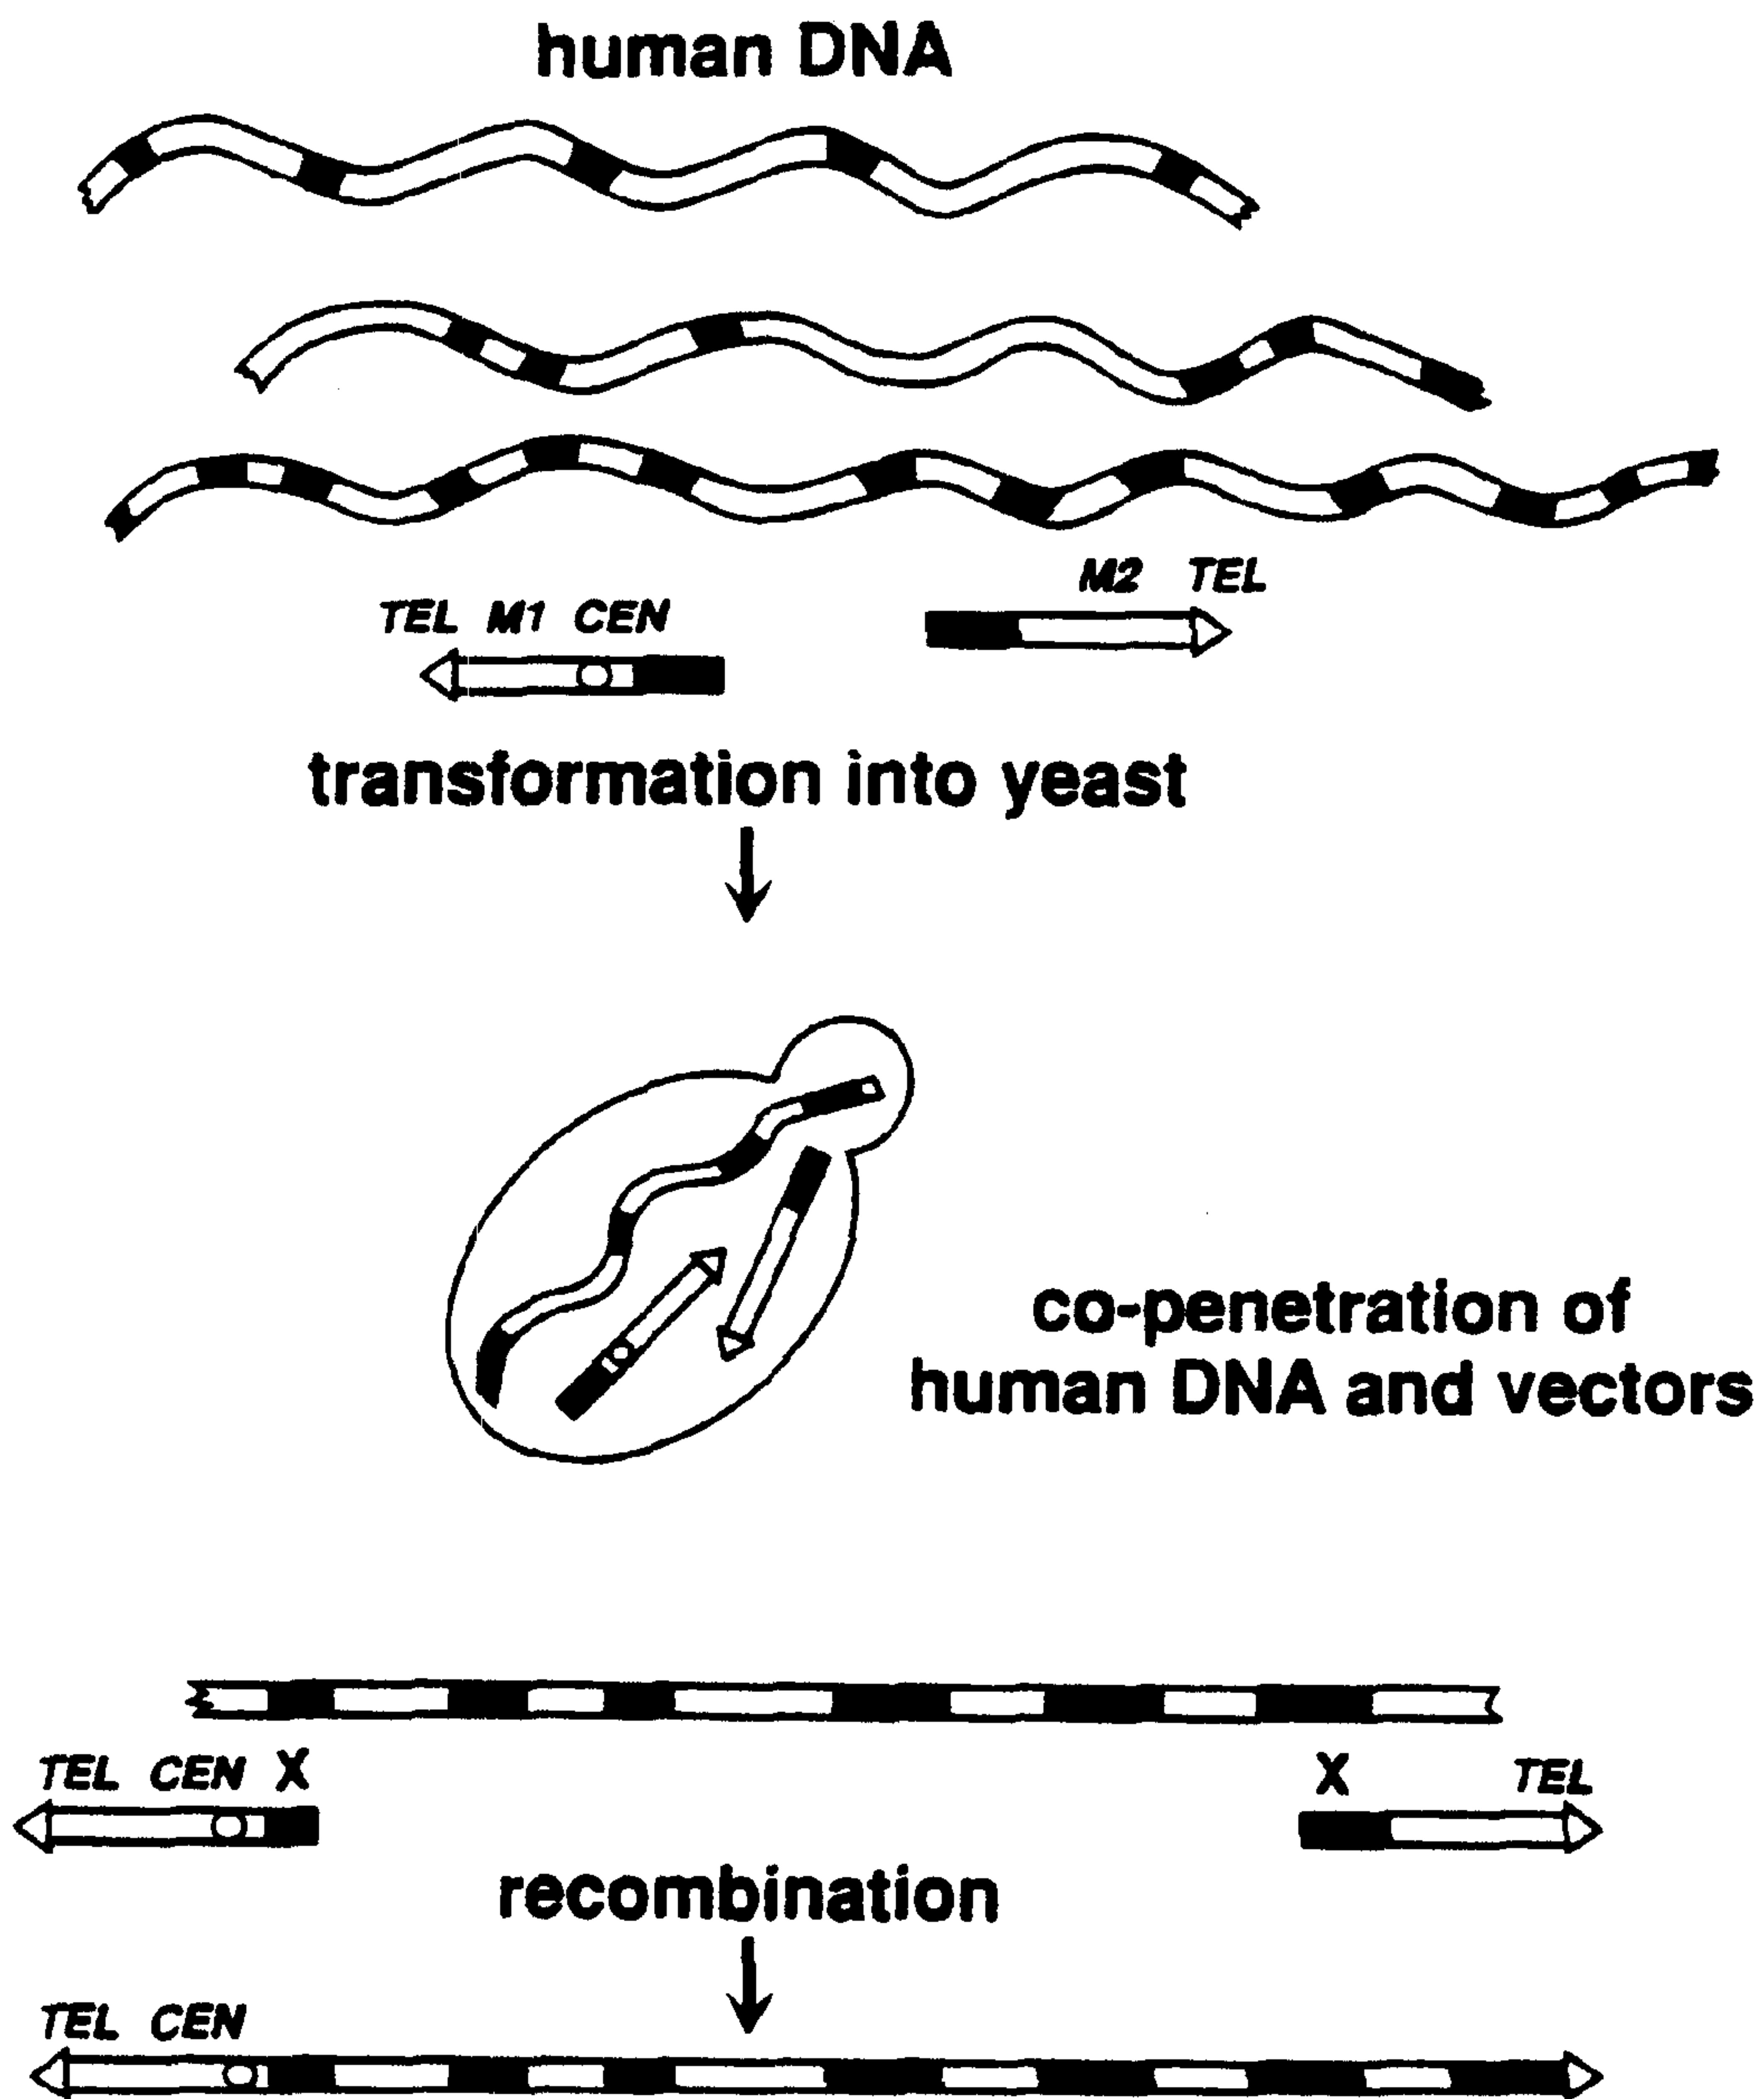 human DNA
M2 TEL
TEL M1 CEN
transformation into yeast
co-penetration of
human DNA and vectors
TEL CEN X
X TEL
recombination
TEL CEN